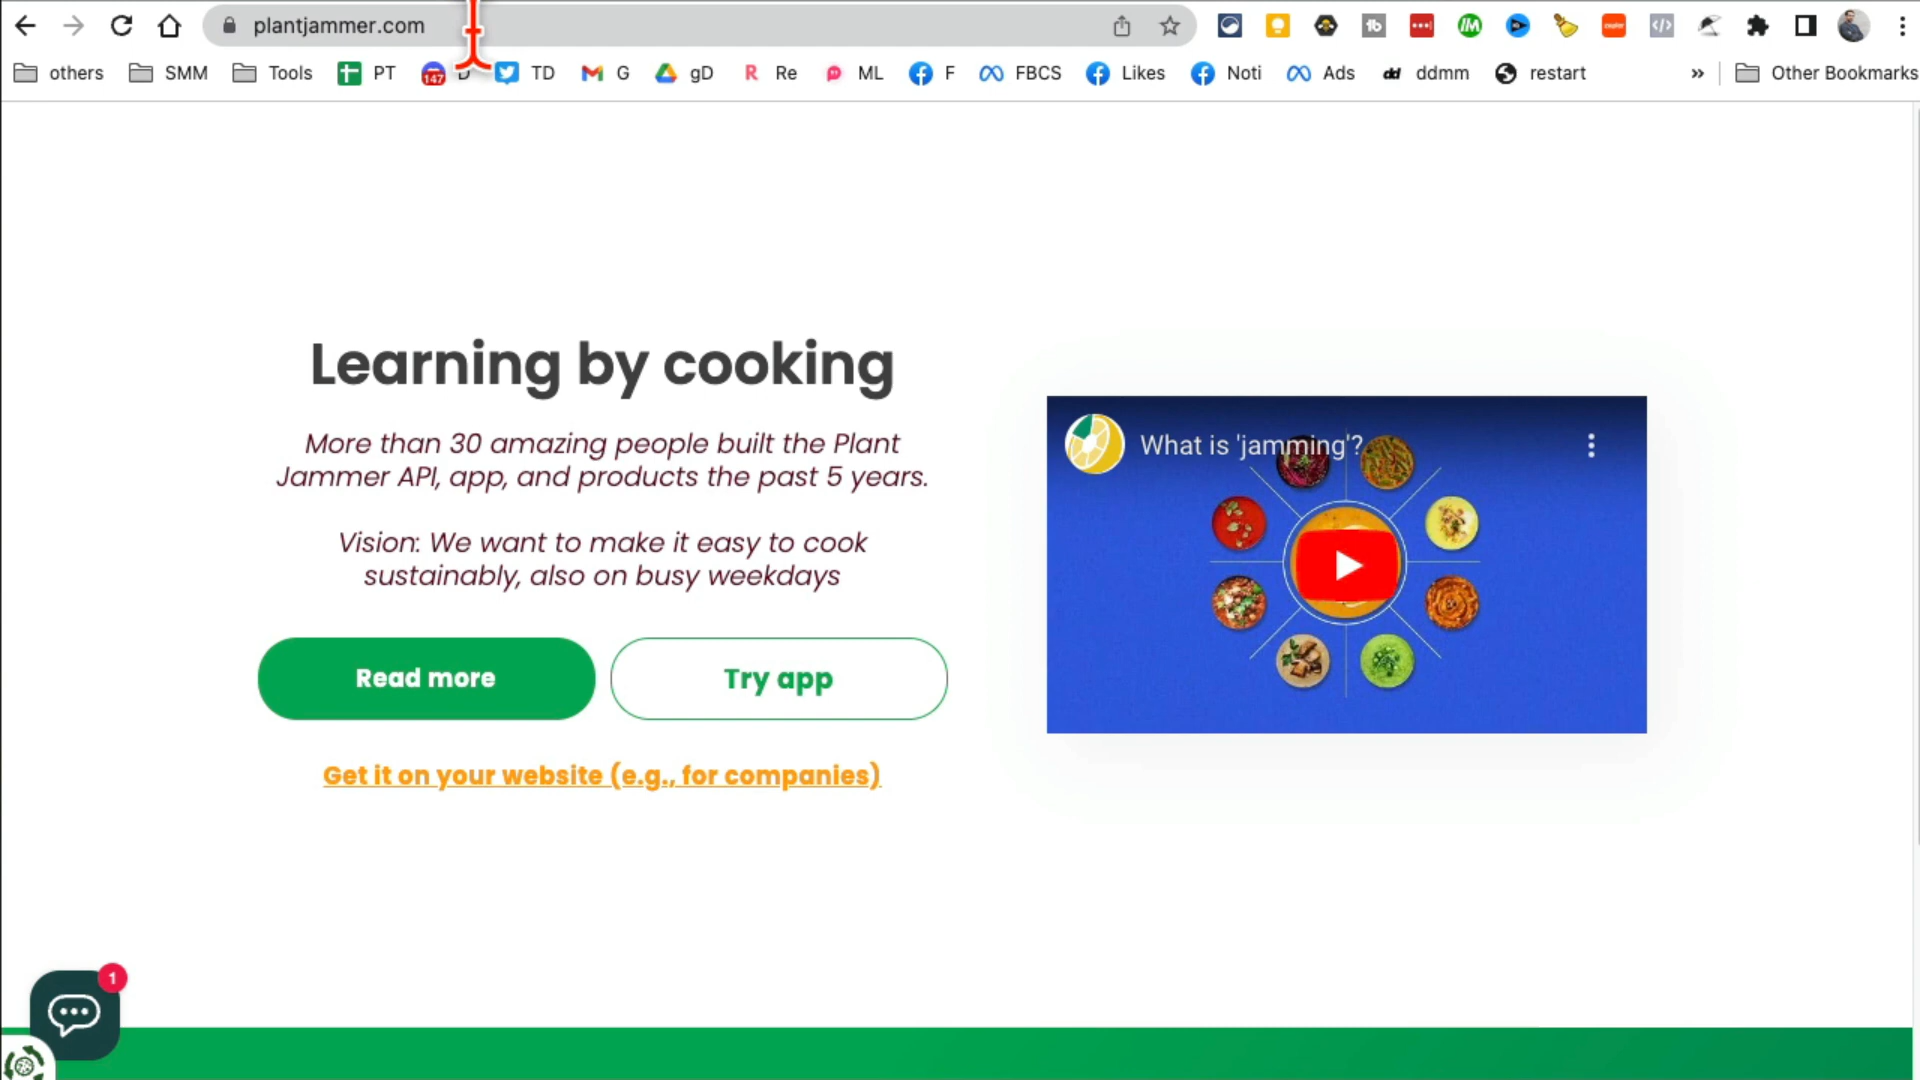 plantjammer.com
others SMM Tools PT 147 D TD G gD Re ML F FBCS Likes Noti Ads ddmm restart » Other Bookmarks
Learning by cooking
More than 30 amazing people built the Plant
Jammer API, app, and products the past 5 years.
Vision: We want to make it easy to cook
sustainably, also on busy weekdays
Read more
Try app
Get it on your website (e.g., for companies)
What is 'jamming'?
1